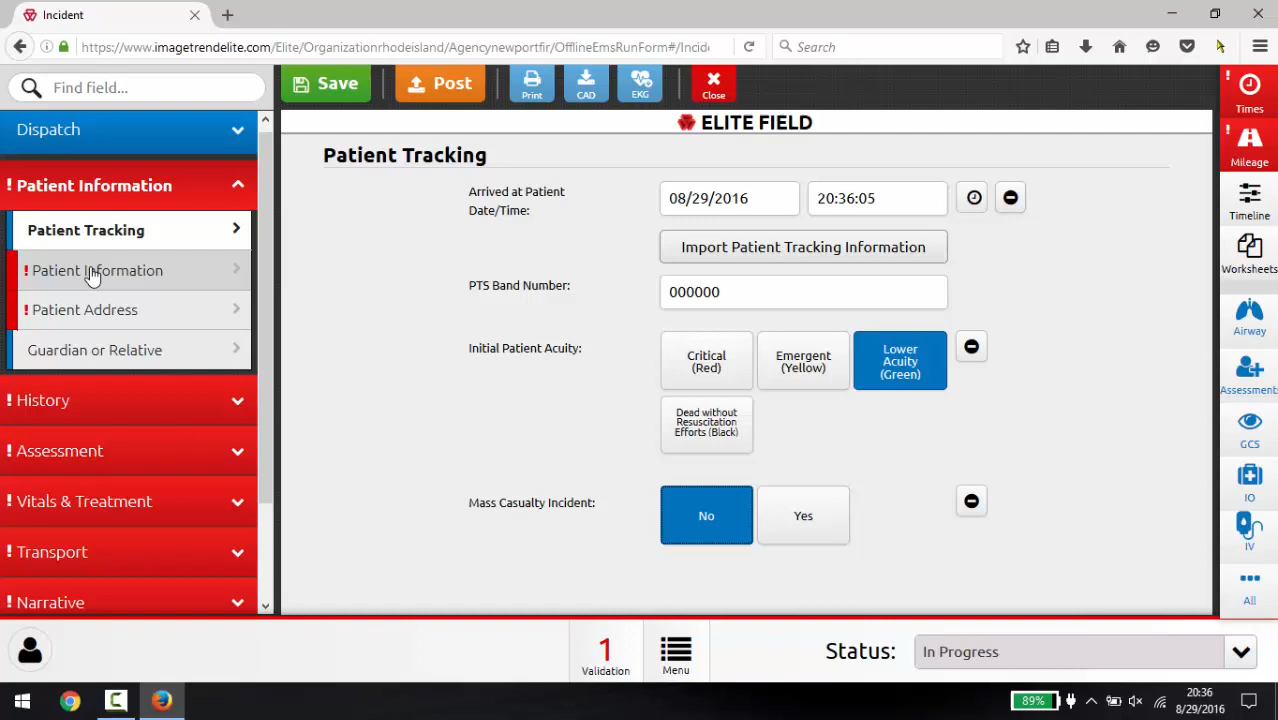 Incident
https://www.imagetrendelite.com/Elite/Organizationrhodeisland/Agencynewportfir/OfflineEmsRunForm#/Incide
Search
Find field...
Save
Post
Print
CAD
EKG
Close
! Times
ELITE FIELD
Dispatch
! Mileage
Patient Tracking
! Patient Information
Arrived at Patient
Date/Time:
08/29/2016
20:36:05
Timeline
Patient Tracking
Import Patient Tracking Information
Worksheets
! Patient Information
PTS Band Number:
000000
! Patient Address
Airway
Guardian or Relative
Initial Patient Acuity:
Critical
(Red)
Emergent
(Yellow)
Lower
Acuity
(Green)
Assessments
! History
Dead without
Resuscitation
Efforts (Black)
GCS
! Assessment
! Vitals & Treatment
Mass Casualty Incident:
No
Yes
IO
! Transport
IV
! Narrative
All
1
Validation
Menu
Status:
In Progress
89%
20:36
8/29/2016